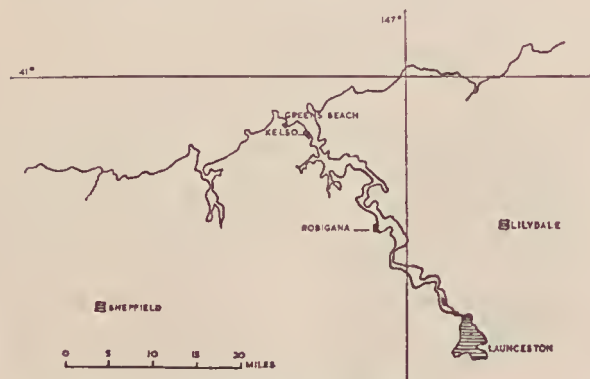 147°
41°
GREENS BEACH
KELSO
ROBIGANA
LILYDALE
SHEFFIELD
LAUNCESTON
0 5 10 15 20
MILES